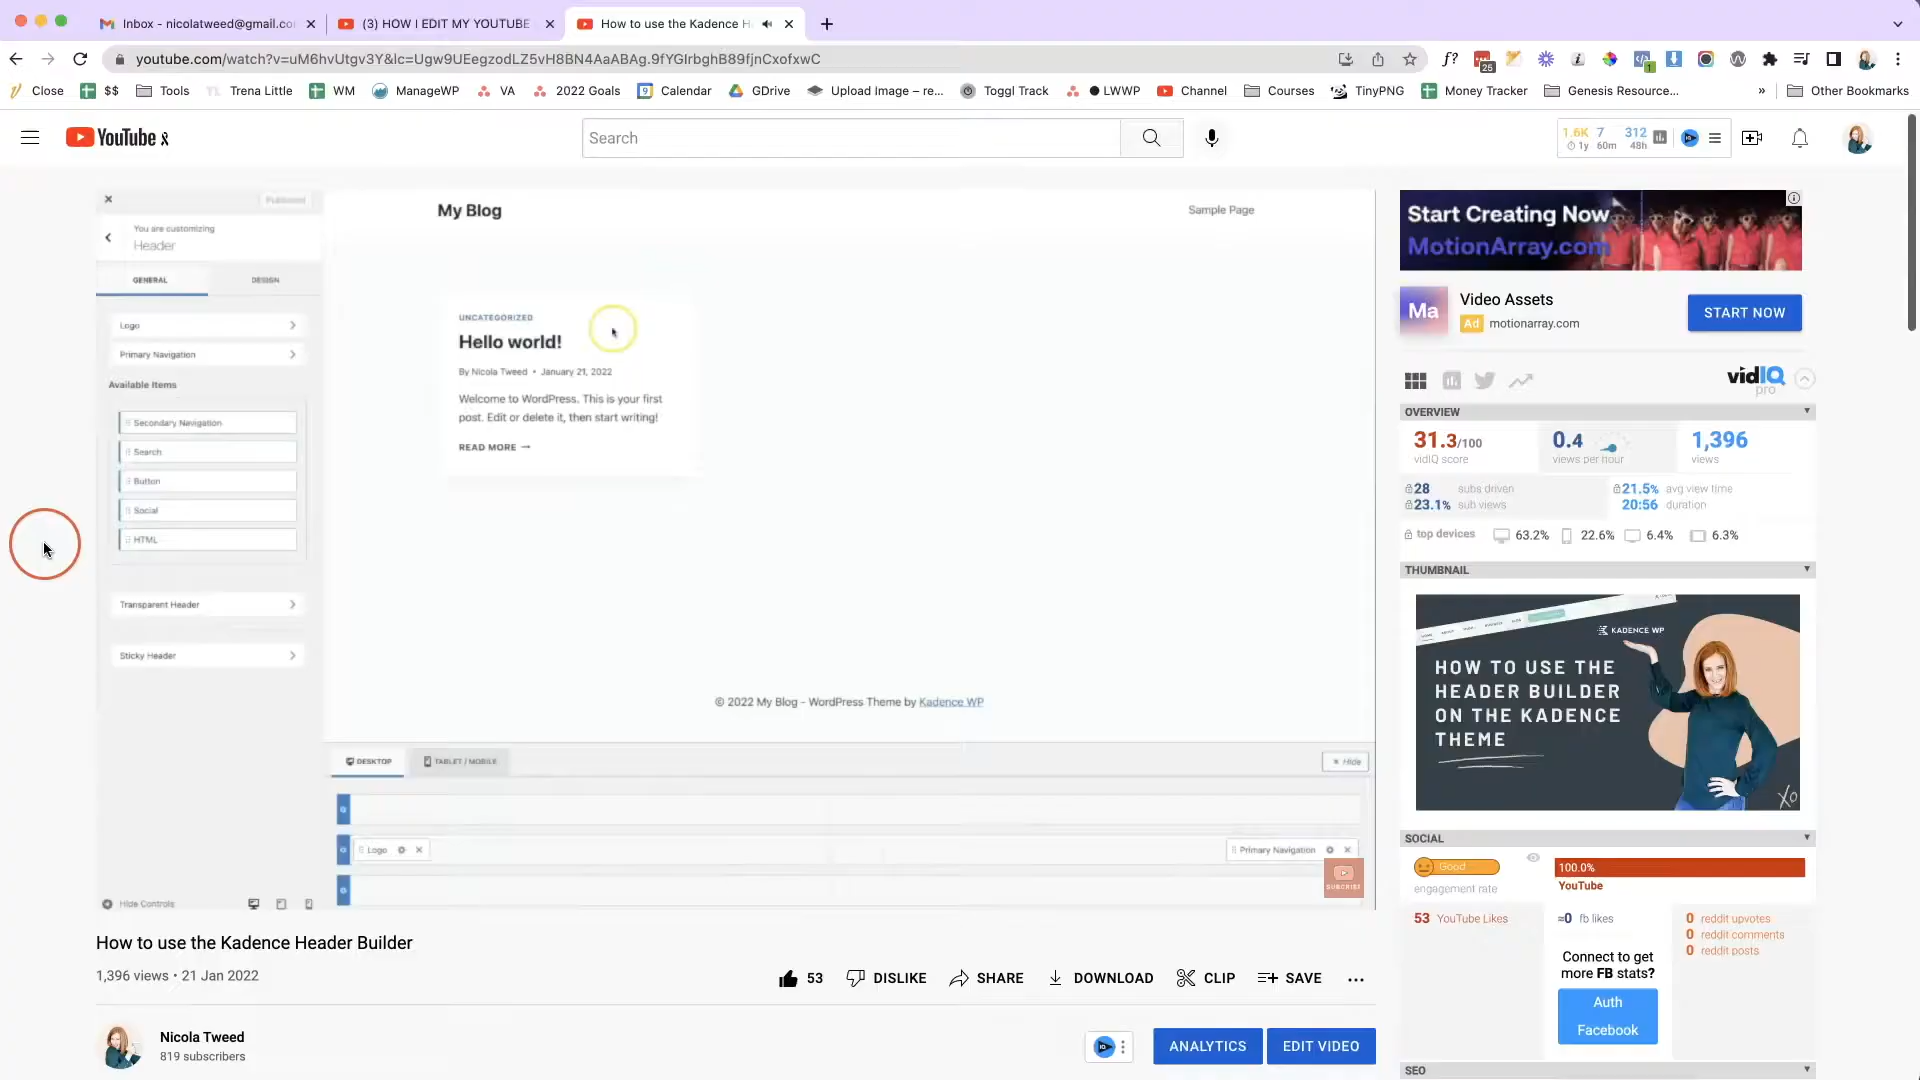 Inbox - nicolatweed@gmail.co
(3) HOW I EDIT MY YOUTUBE
How to use the Kadence H
youtube.com/watch?v=uM6hvUtgv3Y&lc=Ugw9UEegzodLZ5vH8BN4AaABAg.9fYGIrbghB89fjnCxofxwC
f?
25
1
Close
$$
Tools
Trena Little
WM
ManageWP
VA
2022 Goals
9
Calendar
GDrive
Upload Image – re...
Toggl Track
LWWP
Channel
Courses
TinyPNG
Money Tracker
Genesis Resource...
»
Other Bookmarks
YouTube
Search
1.6K 7 312
1y 60m 48h
Published
You are customizing
Header
GENERAL
DESIGN
Logo
Primary Navigation
Available Items
Secondary Navigation
Search
Button
Social
HTML
Transparent Header
Sticky Header
Hide Controls
My Blog
Sample Page
UNCATEGORIZED
Hello world!
By Nicola Tweed • January 21, 2022
Welcome to WordPress. This is your first
post. Edit or delete it, then start writing!
READ MORE →
© 2022 My Blog - WordPress Theme by Kadence WP
DESKTOP
TABLET / MOBILE
Hide
Logo
Primary Navigation
SUBSCRIBE
How to use the Kadence Header Builder
1,396 views • 21 Jan 2022
53
DISLIKE
SHARE
DOWNLOAD
CLIP
SAVE
Nicola Tweed
819 subscribers
ANALYTICS
EDIT VIDEO
Start Creating Now
MotionArray.com
Ma
Video Assets
Ad motionarray.com
START NOW
vidIQ
pro
OVERVIEW
31.3/100
vidIQ score
0.4
views per hour
1,396
views
28 subs driven
23.1% sub views
21.5% avg view time
20:56 duration
top devices
63.2%
22.6%
6.4%
6.3%
THUMBNAIL
KADENCE WP
HOW TO USE THE
HEADER BUILDER
ON THE KADENCE
THEME
XO
SOCIAL
Good
engagement rate
100.0%
YouTube
53 YouTube Likes
≈0 fb likes
Connect to get
more FB stats?
Auth
Facebook
0 reddit upvotes
0 reddit comments
0 reddit posts
SEO